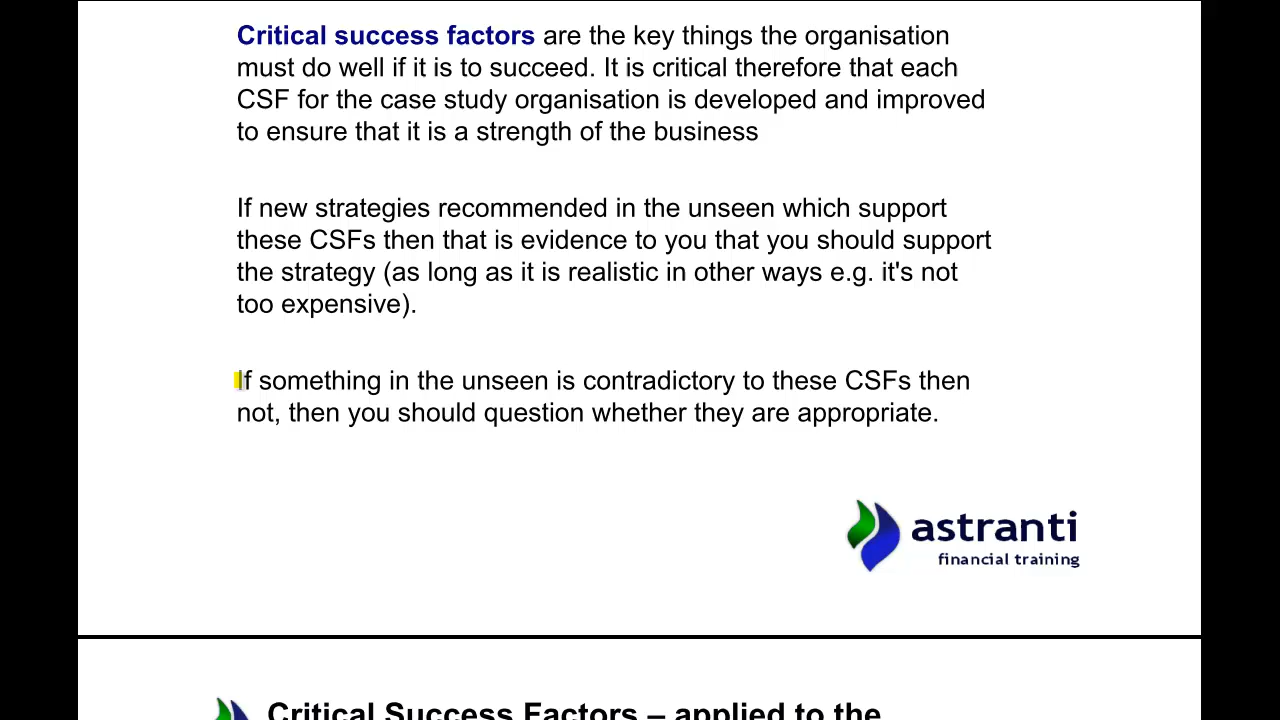 Critical success factors are the key things the organisation
must do well if it is to succeed. It is critical therefore that each
CSF for the case study organisation is developed and improved
to ensure that it is a strength of the business
If new strategies recommended in the unseen which support
these CSFs then that is evidence to you that you should support
the strategy (as long as it is realistic in other ways e.g. it's not
too expensive).
If something in the unseen is contradictory to these CSFs then
not, then you should question whether they are appropriate.
astranti
financial training
Critical Success Factors – applied to the